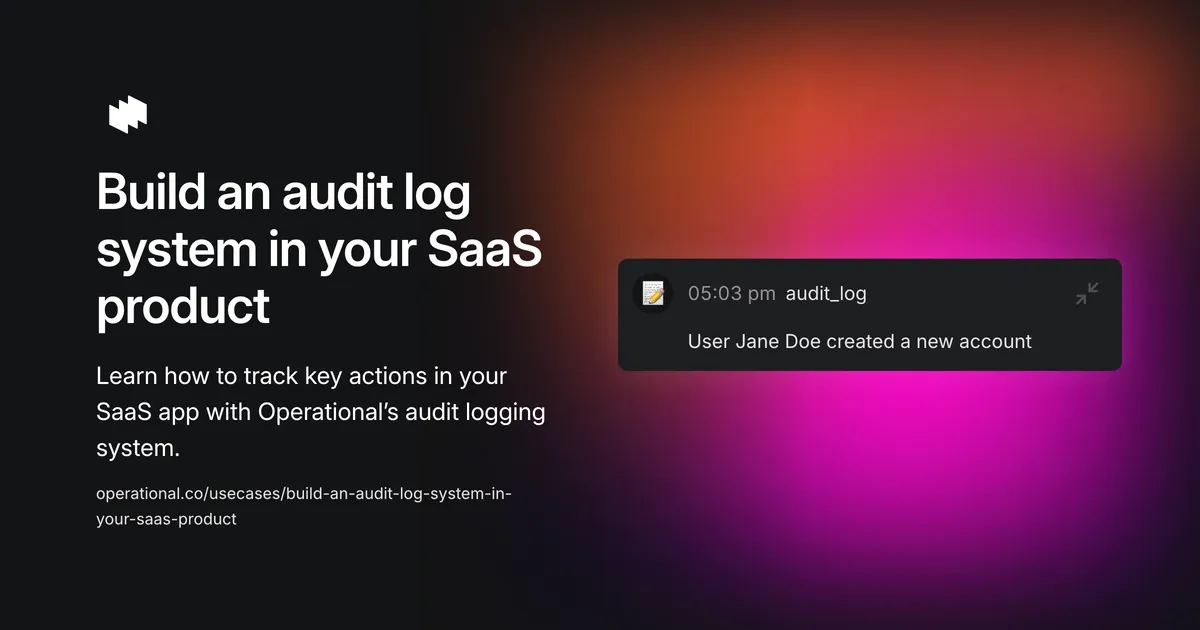 Build an audit log
system in your SaaS
product
Learn how to track key actions in your
SaaS app with Operational’s audit logging
system.
operational.co/usecases/build-an-audit-log-system-in-
your-saas-product
05:03 pm audit_log
User Jane Doe created a new account